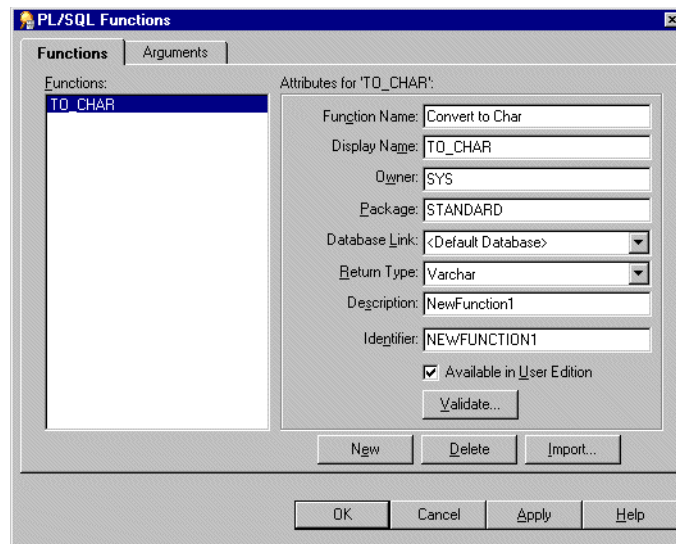 PL/SQL Functions
Functions
Arguments
Functions:
TO_CHAR
Attributes for 'TO_CHAR':
Function Name: Convert to Char
Display Name: TO_CHAR
Owner: SYS
Package: STANDARD
Database Link: <Default Database>
Return Type: Varchar
Description: NewFunction1
Identifier: NEWFUNCTION1
Available in User Edition
Validate...
New Delete Import...
OK Cancel Apply Help